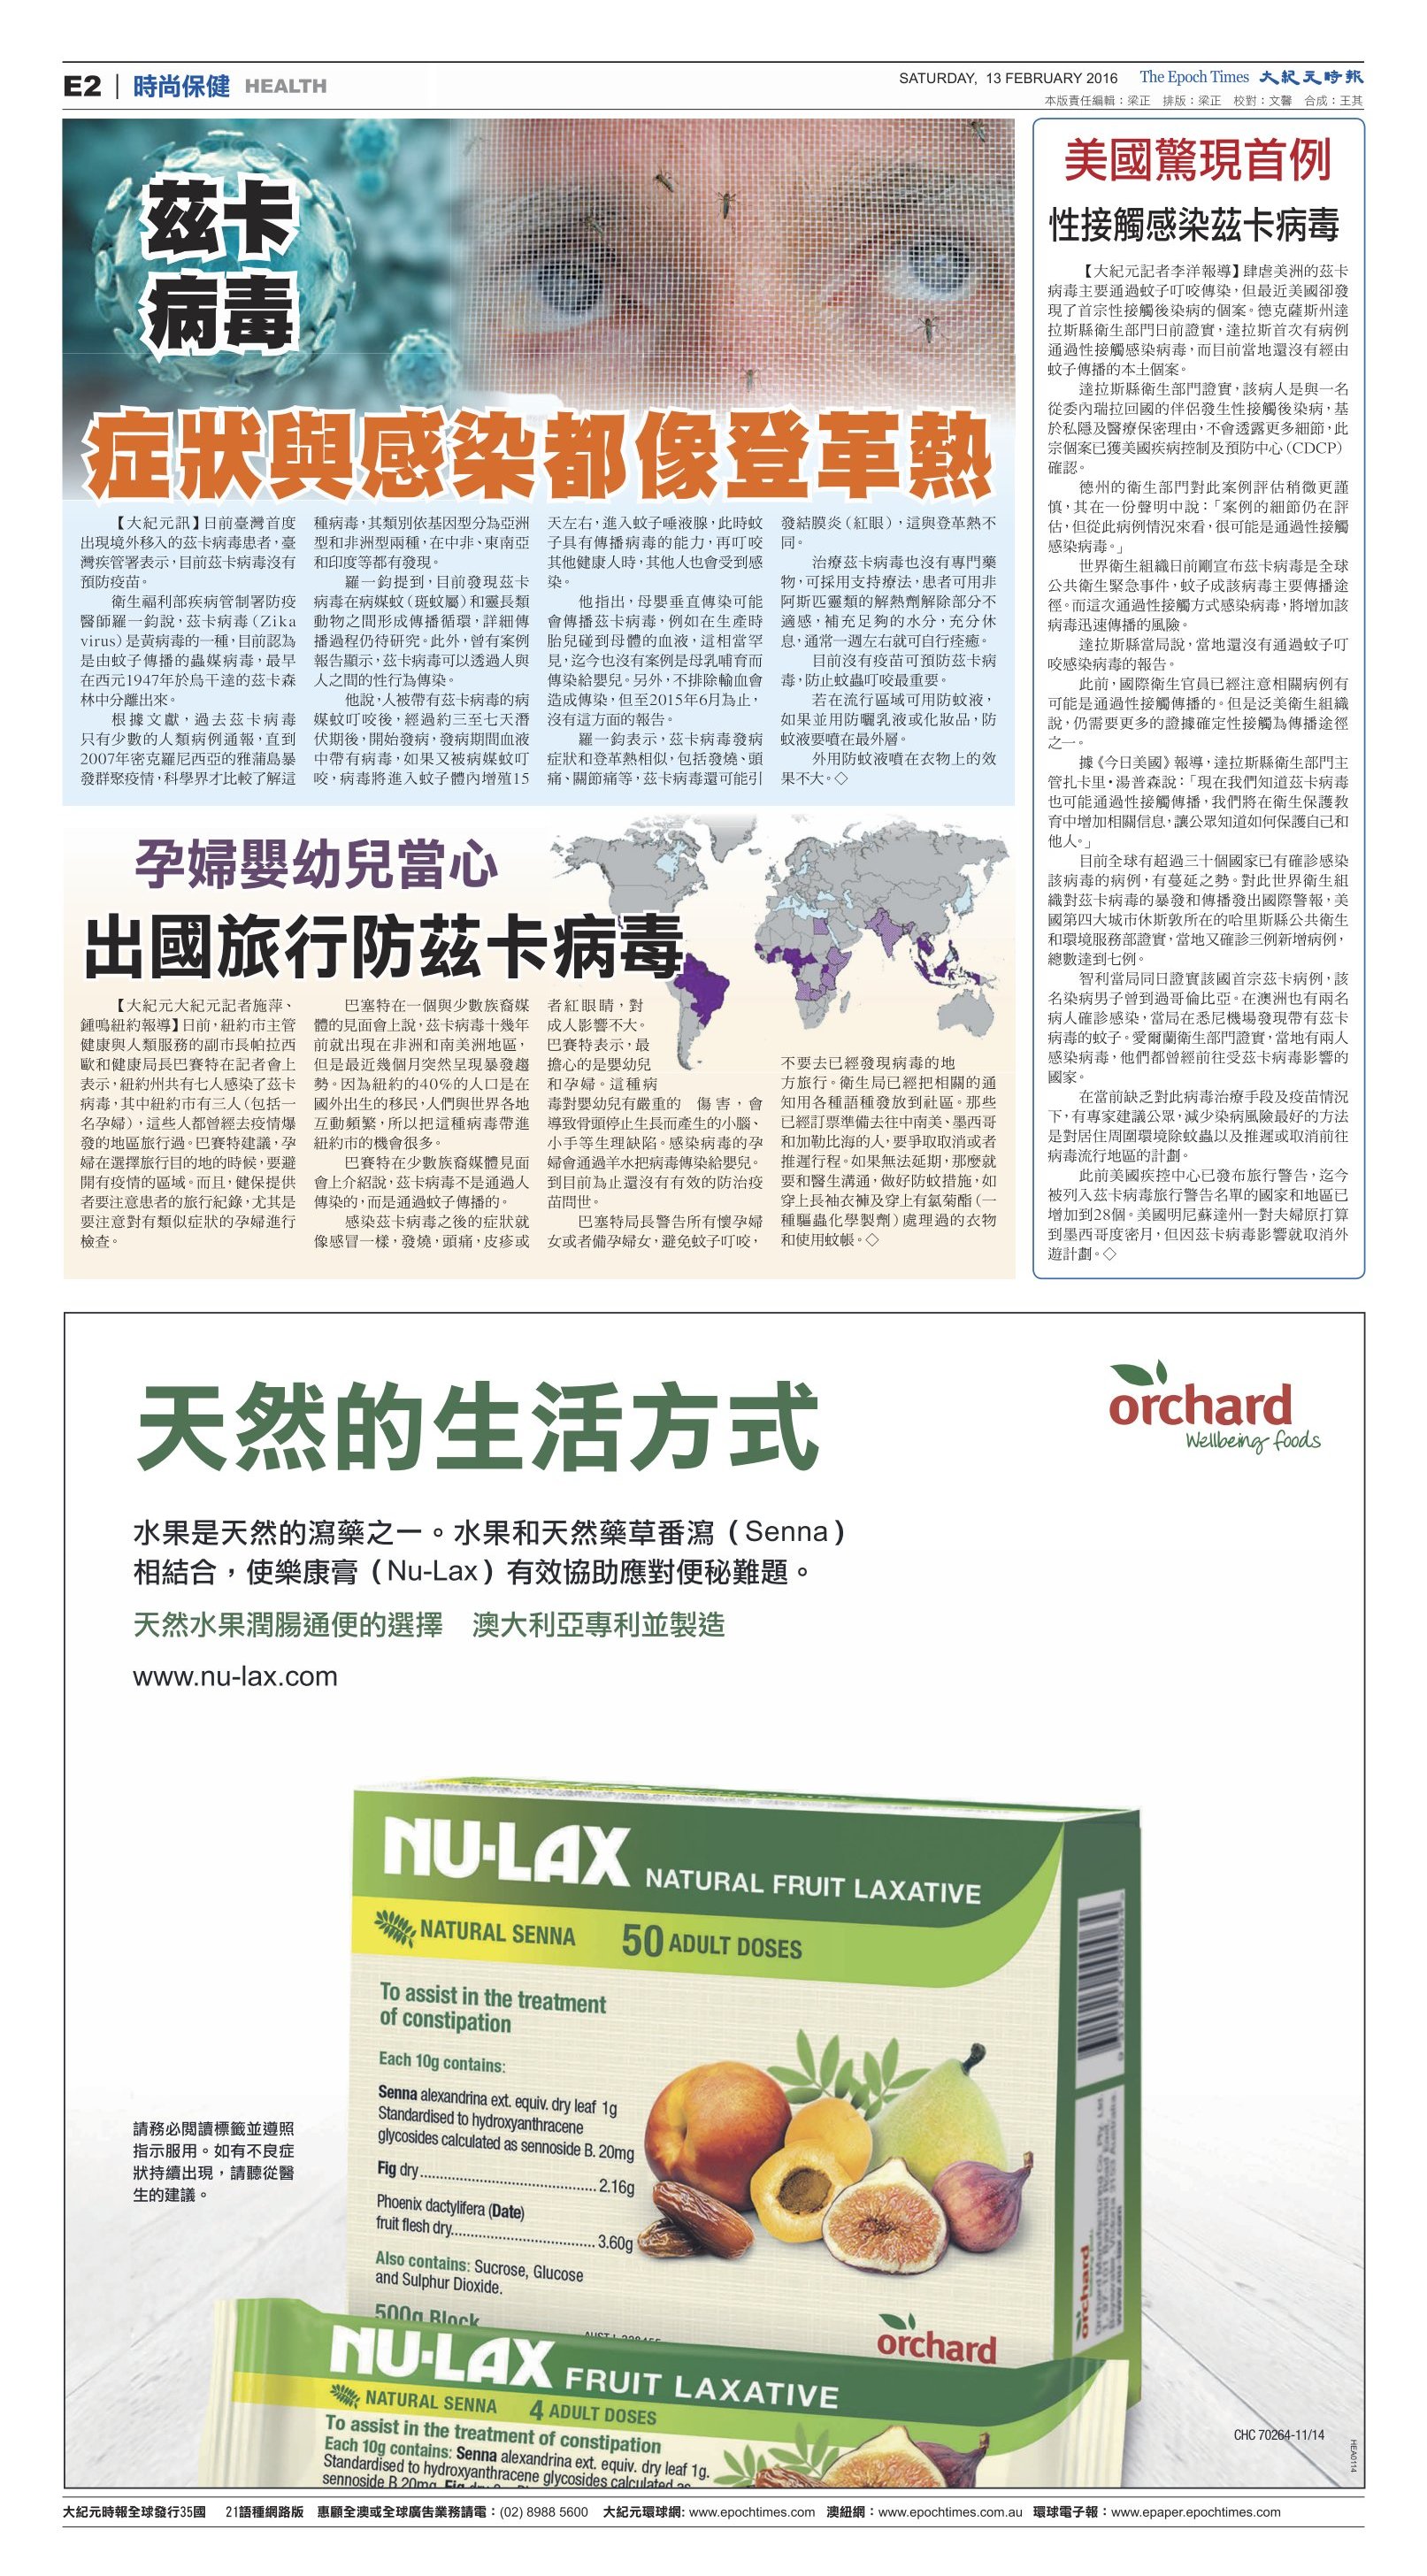 E2 | 時尚保健 HEALTH
SATURDAY, 13 FEBRUARY 2016 The Epoch Times 大紀元時報
本版責任編輯：梁正 排版：梁正 校對：文馨 合成：王其
茲卡
病毒
症狀與感染都像登革熱
【大紀元訊】日前臺灣首度
出現境外移入的茲卡病毒患者，臺
灣疾管署表示，目前茲卡病毒沒有
預防疫苗。
衛生福利部疾病管制署防疫
醫師羅一鈞說，茲卡病毒（Zika
virus）是黃病毒的一種，目前認為
是由蚊子傳播的蟲媒病毒，最早
在西元1947年於烏干達的茲卡森
林中分離出來。
根據文獻，過去茲卡病毒
只有少數的人類病例通報，直到
2007年密克羅尼西亞的雅蒲島暴
發群聚疫情，科學界才比較了解這
種病毒，其類別依基因型分為亞洲
型和非洲型兩種，在中非、東南亞
和印度等都有發現。
羅一鈞提到，目前發現茲卡
病毒在病媒蚊（斑蚊屬）和靈長類
動物之間形成傳播循環，詳細傳
播過程仍待研究。此外，曾有案例
報告顯示，茲卡病毒可以透過人與
人之間的性行為傳染。
他說，人被帶有茲卡病毒的病
媒蚊叮咬後，經過約三至七天潛
伏期後，開始發病，發病期間血液
中帶有病毒，如果又被病媒蚊叮
咬，病毒將進入蚊子體內增殖15
天左右，進入蚊子唾液腺，此時蚊
子具有傳播病毒的能力，再叮咬
其他健康人時，其他人也會受到感
染。
他指出，母嬰垂直傳染可能
會傳播茲卡病毒，例如在生產時
胎兒碰到母體的血液，這相當罕
見，迄今也沒有案例是母乳哺育而
傳染給嬰兒。另外，不排除輸血會
造成傳染，但至2015年6月為止，
沒有這方面的報告。
羅一鈞表示，茲卡病毒發病
症狀和登革熱相似，包括發燒、頭
痛、關節痛等，茲卡病毒還可能引
發結膜炎（紅眼），這與登革熱不
同。
治療茲卡病毒也沒有專門藥
物，可採用支持療法，患者可用非
阿斯匹靈類的解熱劑解除部分不
適感，補充足夠的水分，充分休
息，通常一週左右就可自行痊癒。
目前沒有疫苗可預防茲卡病
毒，防止蚊蟲叮咬最重要。
若在流行區域可用防蚊液，
如果並用防曬乳液或化妝品，防
蚊液要噴在最外層。
外用防蚊液噴在衣物上的效
果不大。◇
孕婦嬰幼兒當心
出國旅行防茲卡病毒
【大紀元大紀元記者施萍、
鍾鳴紐約報導】日前，紐約市主管
健康與人類服務的副市長帕拉西
歐和健康局長巴賽特在記者會上
表示，紐約州共有七人感染了茲卡
病毒，其中紐約市有三人（包括一
名孕婦），這些人都曾經去疫情爆
發的地區旅行過。巴賽特建議，孕
婦在選擇旅行目的地的時候，要避
開有疫情的區域。而且，健保提供
者要注意患者的旅行紀錄，尤其是
要注意對有類似症狀的孕婦進行
檢查。
巴塞特在一個與少數族裔媒
體的見面會上說，茲卡病毒十幾年
前就出現在非洲和南美洲地區，
但是最近幾個月突然呈現暴發趨
勢。因為紐約的40%的人口是在
國外出生的移民，人們與世界各地
互動頻繁，所以把這種病毒帶進
紐約市的機會很多。
巴賽特在少數族裔媒體見面
會上介紹說，茲卡病毒不是通過人
傳染的，而是通過蚊子傳播的。
感染茲卡病毒之後的症狀就
像感冒一樣，發燒，頭痛，皮疹或
者紅眼睛，對
成人影響不大。
巴賽特表示，最
擔心的是嬰幼兒
和孕婦。這種病
毒對嬰幼兒有嚴重的 傷害，會
導致骨頭停止生長而產生的小腦、
小手等生理缺陷。感染病毒的孕
婦會通過羊水把病毒傳染給嬰兒。
到目前為止還沒有有效的防治疫
苗問世。
巴塞特局長警告所有懷孕婦
女或者備孕婦女，避免蚊子叮咬，
不要去已經發現病毒的地
方旅行。衛生局已經把相關的通
知用各種語種發放到社區。那些
已經訂票準備去往中南美、墨西哥
和加勒比海的人，要爭取取消或者
推遲行程。如果無法延期，那麼就
要和醫生溝通，做好防蚊措施，如
穿上長袖衣褲及穿上有氯菊酯（一
種驅蟲化學製劑）處理過的衣物
和使用蚊帳。◇
美國驚現首例
性接觸感染茲卡病毒
【大紀元記者李洋報導】肆虐美洲的茲卡
病毒主要通過蚊子叮咬傳染，但最近美國卻發
現了首宗性接觸後染病的個案。德克薩斯州達
拉斯縣衛生部門日前證實，達拉斯首次有病例
通過性接觸感染病毒，而目前當地還沒有經由
蚊子傳播的本土個案。
達拉斯縣衛生部門證實，該病人是與一名
從委內瑞拉回國的伴侶發生性接觸後染病，基
於私隱及醫療保密理由，不會透露更多細節，此
宗個案已獲美國疾病控制及預防中心（CDCP）
確認。
德州的衛生部門對此案例評估稍微更謹
慎，其在一份聲明中說：「案例的細節仍在評
估，但從此病例情況來看，很可能是通過性接觸
感染病毒。」
世界衛生組織日前剛宣布茲卡病毒是全球
公共衛生緊急事件，蚊子成該病毒主要傳播途
徑。而這次通過性接觸方式感染病毒，將增加該
病毒迅速傳播的風險。
達拉斯縣當局說，當地還沒有通過蚊子叮
咬感染病毒的報告。
此前，國際衛生官員已經注意相關病例有
可能是通過性接觸傳播的。但是泛美衛生組織
說，仍需要更多的證據確定性接觸為傳播途徑
之一。
據《今日美國》報導，達拉斯縣衛生部門主
管扎卡里·湯普森說：「現在我們知道茲卡病毒
也可能通過性接觸傳播，我們將在衛生保護教
育中增加相關信息，讓公眾知道如何保護自己和
他人。」
目前全球有超過三十個國家已有確診感染
該病毒的病例，有蔓延之勢。對此世界衛生組
織對茲卡病毒的暴發和傳播發出國際警報，美
國第四大城市休斯敦所在的哈里斯縣公共衛生
和環境服務部證實，當地又確診三例新增病例，
總數達到七例。
智利當局同日證實該國首宗茲卡病例，該
名染病男子曾到過哥倫比亞。在澳洲也有兩名
病人確診感染，當局在悉尼機場發現帶有茲卡
病毒的蚊子。愛爾蘭衛生部門證實，當地有兩人
感染病毒，他們都曾經前往受茲卡病毒影響的
國家。
在當前缺乏對此病毒治療手段及疫苗情況
下，有專家建議公眾，減少染病風險最好的方法
是對居住周圍環境除蚊蟲以及推遲或取消前往
病毒流行地區的計劃。
此前美國疾控中心已發布旅行警告，迄今
被列入茲卡病毒旅行警告名單的國家和地區已
增加到28個。美國明尼蘇達州一對夫婦原打算
到墨西哥度密月，但因茲卡病毒影響就取消外
遊計劃。◇
天然的生活方式
orchard
Wellbeing foods
水果是天然的瀉藥之一。水果和天然藥草番瀉（Senna）
相結合，使樂康膏（Nu-Lax）有效協助應對便秘難題。
天然水果潤腸通便的選擇 澳大利亞專利並製造
www.nu-lax.com
NU-LAX NATURAL FRUIT LAXATIVE
NATURAL SENNA 50 ADULT DOSES
To assist in the treatment
of constipation
Each 10g contains:
Senna alexandrina ext. equiv. dry leaf 1g
Standardised to hydroxyanthracene
glycosides calculated as sennoside B. 20mg
Fig dry..........2.16g
Phoenix dactylifera (Date)
fruit flesh dry..........3.60g
Also contains: Sucrose, Glucose
and Sulphur Dioxide.
500g Block
orchard
orchard
請務必閱讀標籤並遵照
指示服用。如有不良症
狀持續出現，請聽從醫
生的建議。
NU-LAX FRUIT LAXATIVE
NATURAL SENNA 4 ADULT DOSES
To assist in the treatment of constipation
Each 10g contains: Senna alexandrina ext. equiv. dry leaf 1g.
Standardised to hydroxyanthracene glycosides calculated as
sennoside B 20mg
CHC 70264-11/14
HEA0114
大紀元時報全球發行35國 21語種網路版 惠顧全澳或全球廣告業務請電：(02) 8988 5600 大紀元環球網: www.epochtimes.com 澳紐網：www.epochtimes.com.au 環球電子報：www.epaper.epochtimes.com